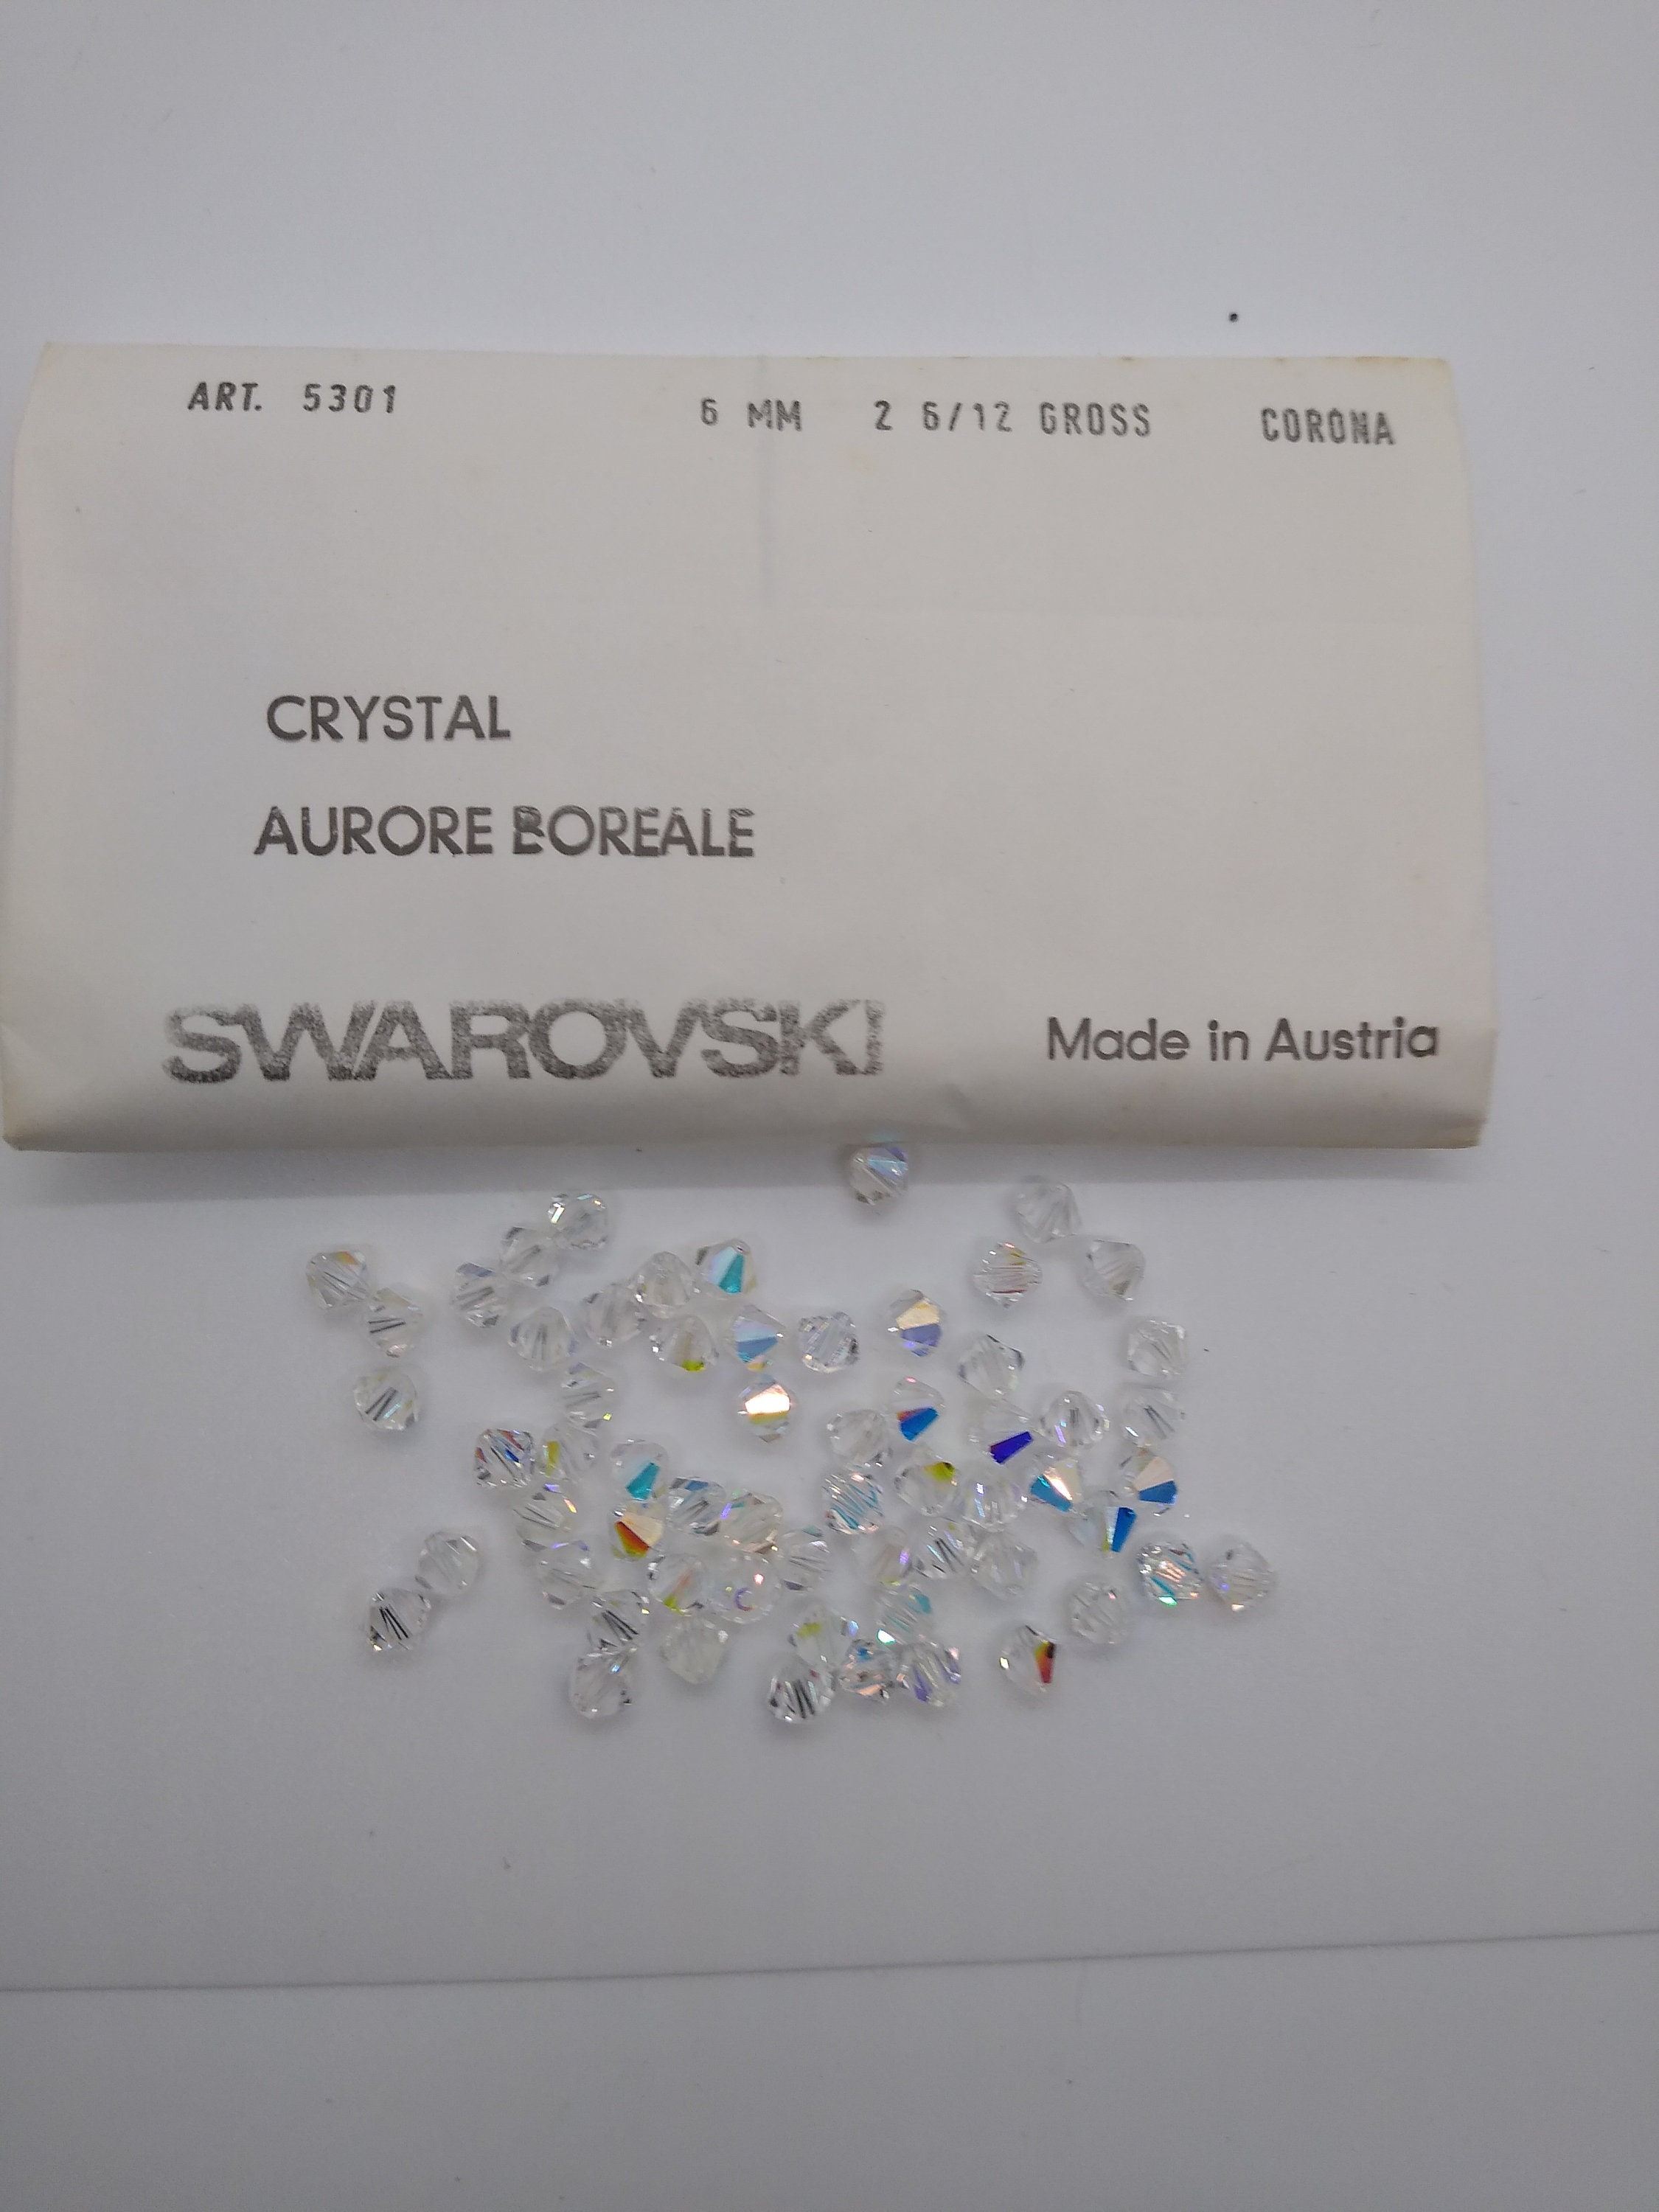 ART. 5301 6 MM 2 6/12 GROSS CORONA
CRYSTAL
AURORE BOREALE
SWAROVSKI Made in Austria